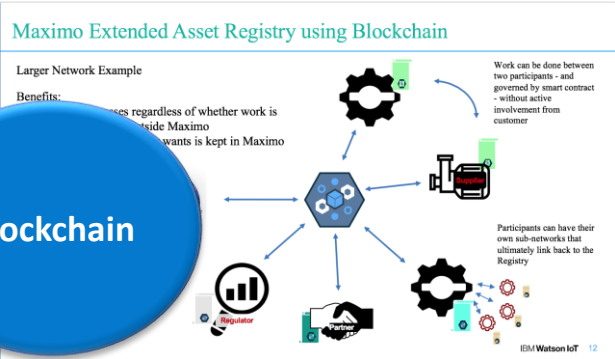 Maximo Extended Asset Registry using Blockchain
Larger Network Example
Benefits:
regardless of whether work is
Maximo
wants is kept in Maximo
ockchain
Work can be done between
two participants - and
governed by smart contract
- without active
involvement from
customer
Supplier
Participants can have their
own sub-networks that
ultimately link back to the
Registry
Regulator
Partner
IBM Watson IoT 12